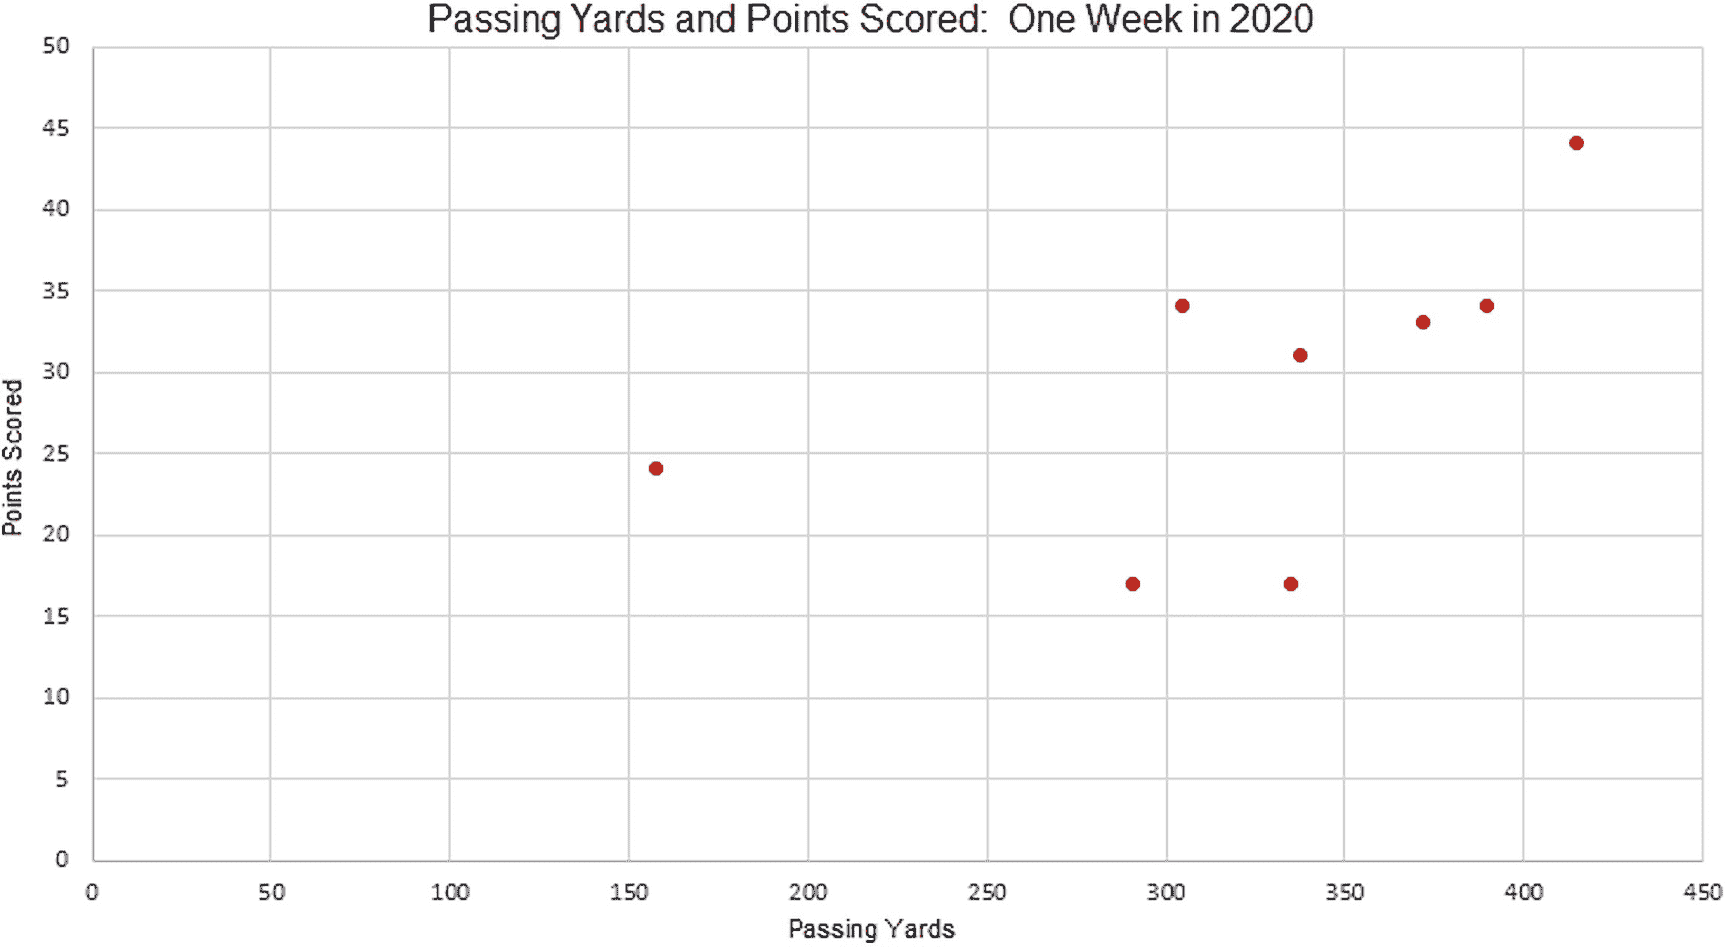 Passing Yards and Points Scored: One Week in 2020
50
45
40
35
30
25
20
15
10
5
0
Points Scored
0 50 100 150 200 250 300 350 400 450
Passing Yards